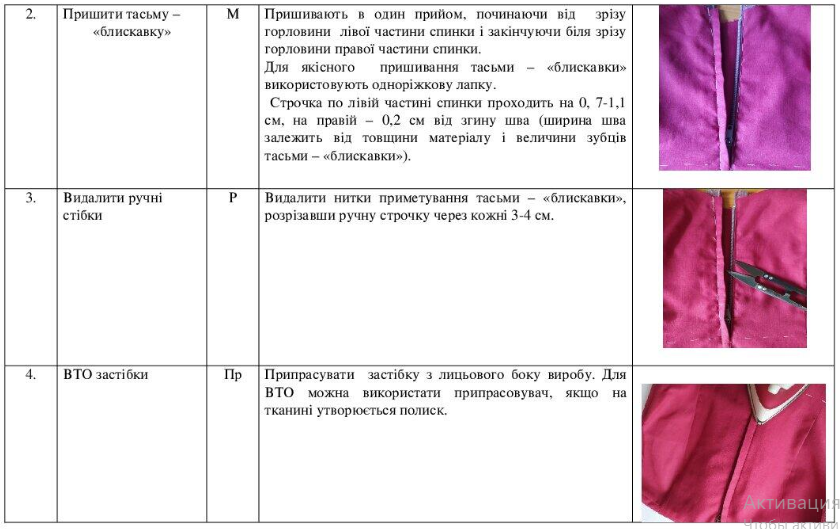 2. Пришити тасьму – М Пришивають в один прийом, починаючи від зрізу
«блискавку» горловини лівої частини спинки і закінчуючи біля зрізу
горловини правої частини спинки.
Для якісного пришивання тасьми – «блискавки»
використовують одноріжкову лапку.
Строчка по лівій частині спинки проходить на 0, 7-1,1
см, на правій – 0,2 см від згину шва (ширина шва
залежить від товщини матеріалу і величини зубців
тасьми – «блискавки»).
3. Видалити ручні Р Видалити нитки приметування тасьми – «блискавки»,
стібки розрізавши ручну строчку через кожні 3-4 см.
4. ВТО застібки Пр Припрасувати застібку з лицьового боку виробу. Для
ВТО можна використати припрасовувач, якщо на
тканині утворюється полиск.
Активация
Чтобы активи